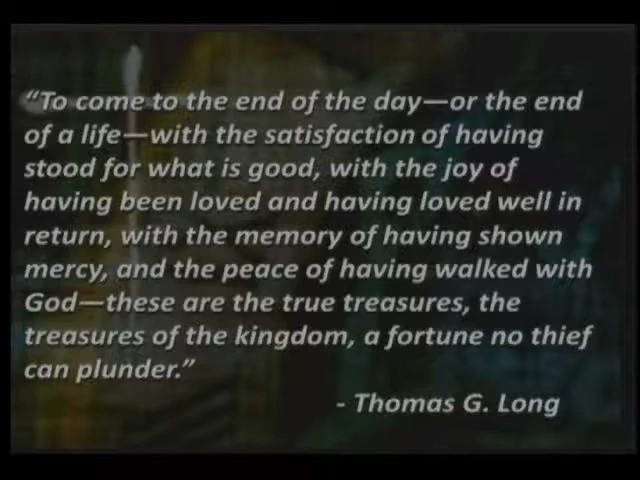 “To come to the end of the day—or the end
of a life—with the satisfaction of having
stood for what is good, with the joy of
having been loved and having loved well in
return, with the memory of having shown
mercy, and the peace of having walked with
God—these are the true treasures, the
treasures of the kingdom, a fortune no thief
can plunder.”
- Thomas G. Long